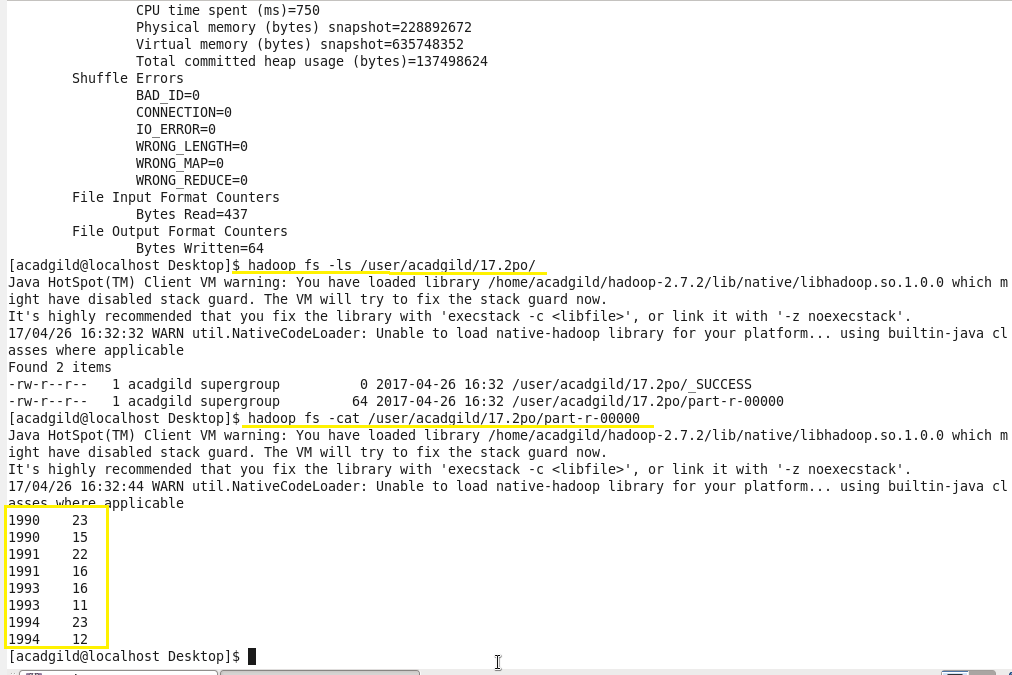 CPU time spent (ms)=750
Physical memory (bytes) snapshot=228892672
Virtual memory (bytes) snapshot=635748352
Total committed heap usage (bytes)=137498624
Shuffle Errors
BAD_ID=0
CONNECTION=0
IO_ERROR=0
WRONG_LENGTH=0
WRONG_MAP=0
WRONG_REDUCE=0
File Input Format Counters
Bytes Read=437
File Output Format Counters
Bytes Written=64
[acadgild@localhost Desktop]$ hadoop fs -ls /user/acadgild/17.2po/
Java HotSpot(TM) Client VM warning: You have loaded library /home/acadgild/hadoop-2.7.2/lib/native/libhadoop.so.1.0.0 which m
ight have disabled stack guard. The VM will try to fix the stack guard now.
It's highly recommended that you fix the library with 'execstack -c <libfile>', or link it with '-z noexecstack'.
17/04/26 16:32:32 WARN util.NativeCodeLoader: Unable to load native-hadoop library for your platform... using builtin-java cl
asses where applicable
Found 2 items
-rw-r--r--   1 acadgild supergroup          0 2017-04-26 16:32 /user/acadgild/17.2po/_SUCCESS
-rw-r--r--   1 acadgild supergroup         64 2017-04-26 16:32 /user/acadgild/17.2po/part-r-00000
[acadgild@localhost Desktop]$ hadoop fs -cat /user/acadgild/17.2po/part-r-00000
Java HotSpot(TM) Client VM warning: You have loaded library /home/acadgild/hadoop-2.7.2/lib/native/libhadoop.so.1.0.0 which m
ight have disabled stack guard. The VM will try to fix the stack guard now.
It's highly recommended that you fix the library with 'execstack -c <libfile>', or link it with '-z noexecstack'.
17/04/26 16:32:44 WARN util.NativeCodeLoader: Unable to load native-hadoop library for your platform... using builtin-java cl
asses where applicable
1990    23
1990    15
1991    22
1991    16
1993    16
1993    11
1994    23
1994    12
[acadgild@localhost Desktop]$